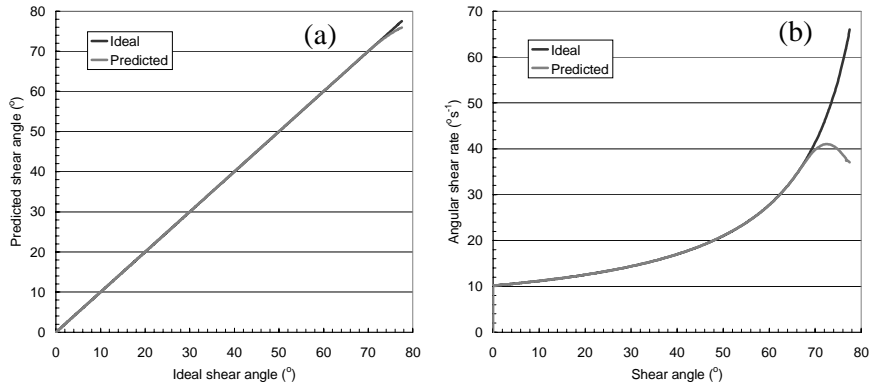 (a)
Ideal
Predicted
80
70
60
50
40
30
20
10
0
0 10 20 30 40 50 60 70 80
Predicted shear angle (°)
Ideal shear angle (°)
(b)
Ideal
Predicted
70
60
50
40
30
20
10
0
0 10 20 30 40 50 60 70 80
Angular shear rate (°s⁻¹)
Shear angle (°)